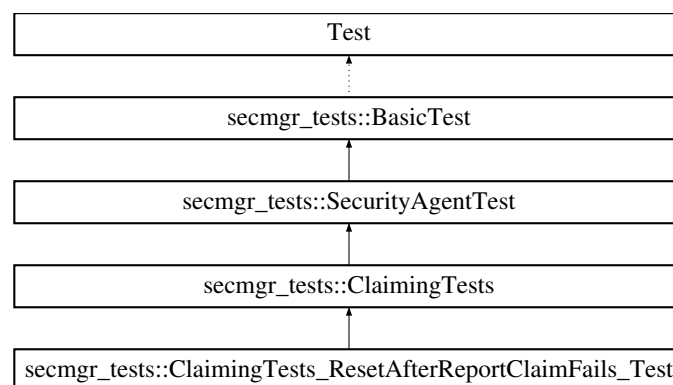 Test
secmgr_tests::BasicTest
secmgr_tests::SecurityAgentTest
secmgr_tests::ClaimingTests
secmgr_tests::ClaimingTests_ResetAfterReportClaimFails_Test